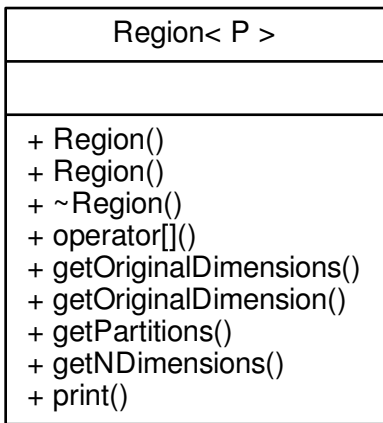 Region< P >
+ Region()
+ Region()
+ ~Region()
+ operator[]()
+ getOriginalDimensions()
+ getOriginalDimension()
+ getPartitions()
+ getNDimensions()
+ print()